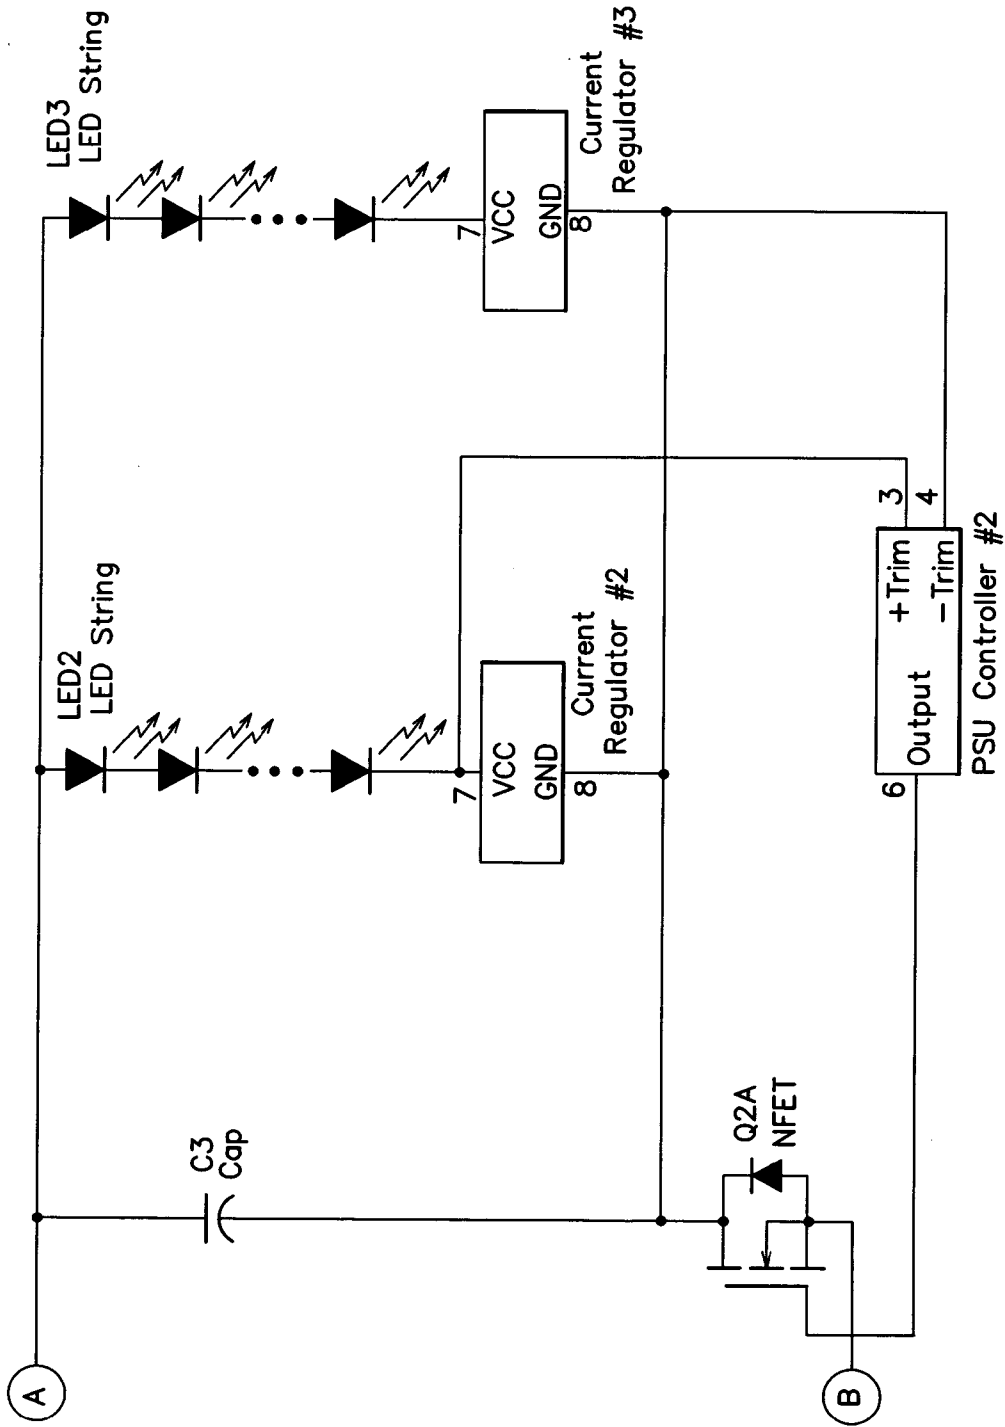 LED3
LED String
7
VCC
GND
8
Current
Regulator #3
LED2
LED String
7
VCC
GND
8
Current
Regulator #2
3
4
+Trim
−Trim
Output
6
PSU Controller #2
C3
Cap
Q2A
NFET
A
B